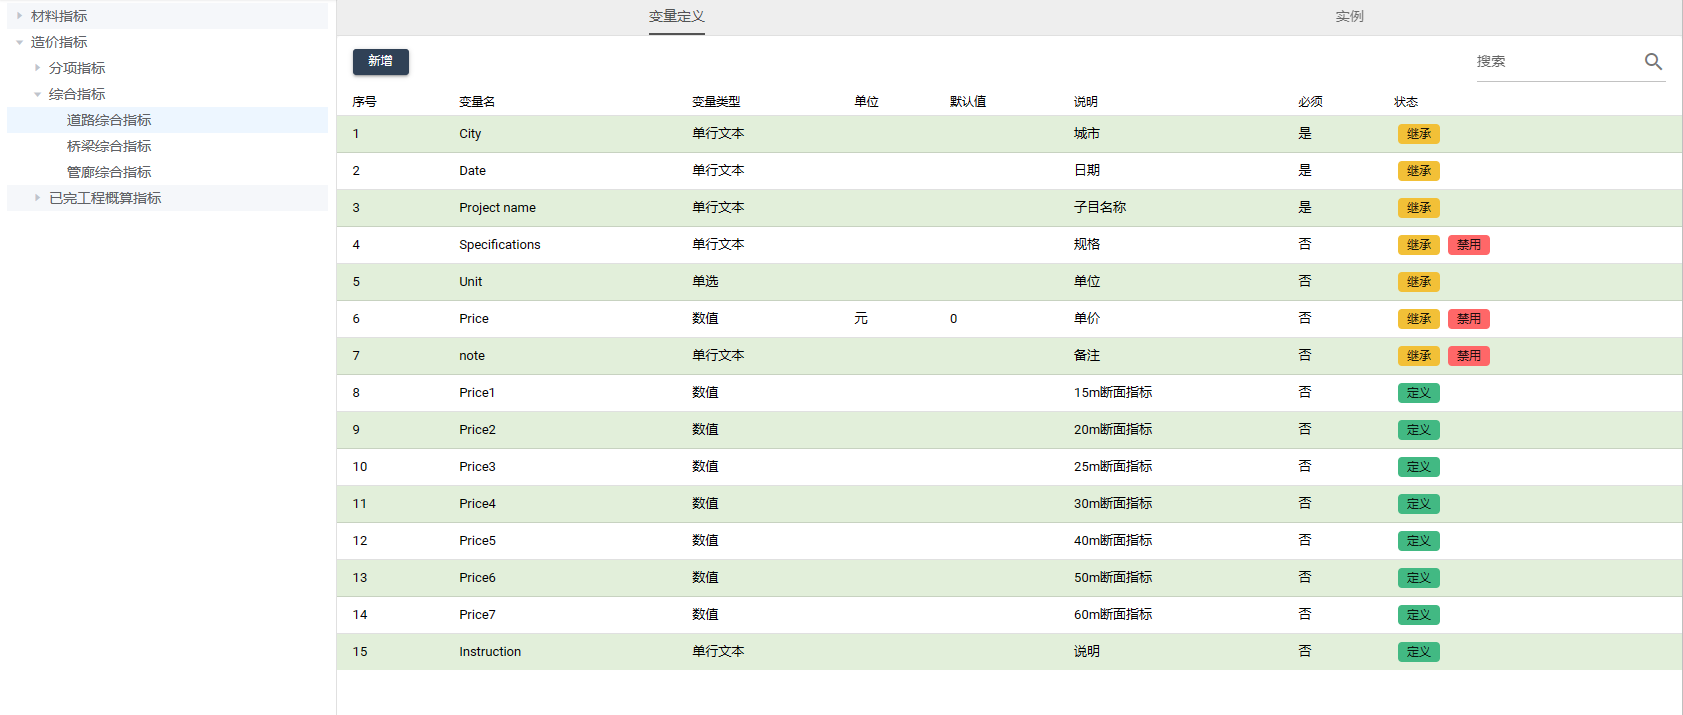 材料指标
造价指标
分项指标
综合指标
道路综合指标
桥梁综合指标
管廊综合指标
已完工程概算指标
变量定义 实例
新增 搜索
序号 变量名 变量类型 单位 默认值 说明 必须 状态
1 City 单行文本 城市 是 继承
2 Date 单行文本 日期 是 继承
3 Project name 单行文本 子目名称 是 继承
4 Specifications 单行文本 规格 否 继承 禁用
5 Unit 单选 单位 否 继承
6 Price 数值 元 0 单价 否 继承 禁用
7 note 单行文本 备注 否 继承 禁用
8 Price1 数值 15m断面指标 否 定义
9 Price2 数值 20m断面指标 否 定义
10 Price3 数值 25m断面指标 否 定义
11 Price4 数值 30m断面指标 否 定义
12 Price5 数值 40m断面指标 否 定义
13 Price6 数值 50m断面指标 否 定义
14 Price7 数值 60m断面指标 否 定义
15 Instruction 单行文本 说明 否 定义